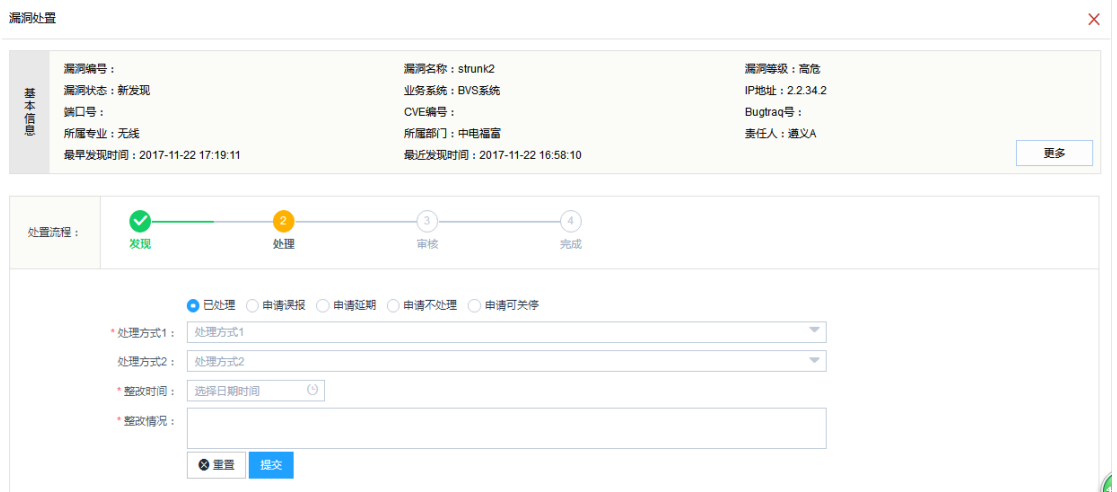 漏洞处置
基本信息
漏洞编号： 漏洞名称：strunk2 漏洞等级：高危
漏洞状态：新发现 业务系统：BVS系统 IP地址：2.2.34.2
端口号： CVE编号： Bugtraq号：
所属专业：无线 所属部门：中电福富 责任人：遵义A
最早发现时间：2017-11-22 17:19:11 最近发现时间：2017-11-22 16:58:10
更多
处置流程：
2 3 4
发现 处理 审核 完成
已处理 申请误报 申请延期 申请不处理 申请可关停
*处理方式1： 处理方式1
处理方式2： 处理方式2
*整改时间： 选择日期时间
*整改情况：
重置 提交